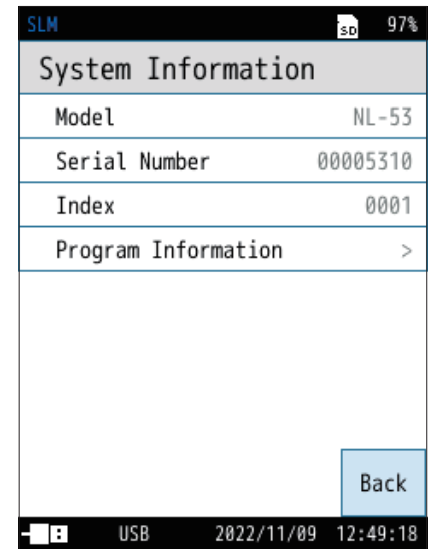 SLM SD 97%
System Information
Model NL-53
Serial Number 00005310
Index 0001
Program Information >
Back
USB 2022/11/09 12:49:18